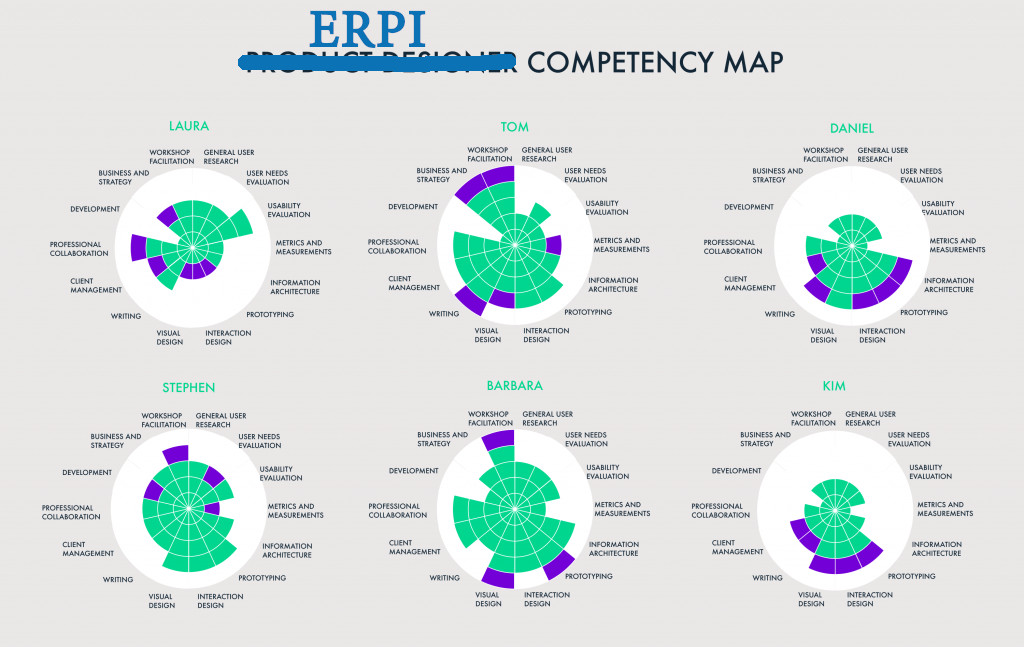 ERPI
PRODUCT DESIGNER COMPETENCY MAP
LAURA
WORKSHOP
FACILITATION
GENERAL USER
RESEARCH
USER NEEDS
EVALUATION
USABILITY
EVALUATION
METRICS AND
MEASUREMENTS
INFORMATION
ARCHITECTURE
PROTOTYPING
INTERACTION
DESIGN
VISUAL
DESIGN
WRITING
CLIENT
MANAGEMENT
PROFESSIONAL
COLLABORATION
DEVELOPMENT
BUSINESS AND
STRATEGY
TOM
WORKSHOP
FACILITATION
GENERAL USER
RESEARCH
USER NEEDS
EVALUATION
USABILITY
EVALUATION
METRICS AND
MEASUREMENTS
INFORMATION
ARCHITECTURE
PROTOTYPING
INTERACTION
DESIGN
VISUAL
DESIGN
WRITING
CLIENT
MANAGEMENT
PROFESSIONAL
COLLABORATION
DEVELOPMENT
BUSINESS AND
STRATEGY
DANIEL
WORKSHOP
FACILITATION
GENERAL USER
RESEARCH
USER NEEDS
EVALUATION
USABILITY
EVALUATION
METRICS AND
MEASUREMENTS
INFORMATION
ARCHITECTURE
PROTOTYPING
INTERACTION
DESIGN
VISUAL
DESIGN
WRITING
CLIENT
MANAGEMENT
PROFESSIONAL
COLLABORATION
DEVELOPMENT
BUSINESS AND
STRATEGY
STEPHEN
WORKSHOP
FACILITATION
GENERAL USER
RESEARCH
USER NEEDS
EVALUATION
USABILITY
EVALUATION
METRICS AND
MEASUREMENTS
INFORMATION
ARCHITECTURE
PROTOTYPING
INTERACTION
DESIGN
VISUAL
DESIGN
WRITING
CLIENT
MANAGEMENT
PROFESSIONAL
COLLABORATION
DEVELOPMENT
BUSINESS AND
STRATEGY
BARBARA
WORKSHOP
FACILITATION
GENERAL USER
RESEARCH
USER NEEDS
EVALUATION
USABILITY
EVALUATION
METRICS AND
MEASUREMENTS
INFORMATION
ARCHITECTURE
PROTOTYPING
INTERACTION
DESIGN
VISUAL
DESIGN
WRITING
CLIENT
MANAGEMENT
PROFESSIONAL
COLLABORATION
DEVELOPMENT
BUSINESS AND
STRATEGY
KIM
WORKSHOP
FACILITATION
GENERAL USER
RESEARCH
USER NEEDS
EVALUATION
USABILITY
EVALUATION
METRICS AND
MEASUREMENTS
INFORMATION
ARCHITECTURE
PROTOTYPING
INTERACTION
DESIGN
VISUAL
DESIGN
WRITING
CLIENT
MANAGEMENT
PROFESSIONAL
COLLABORATION
DEVELOPMENT
BUSINESS AND
STRATEGY